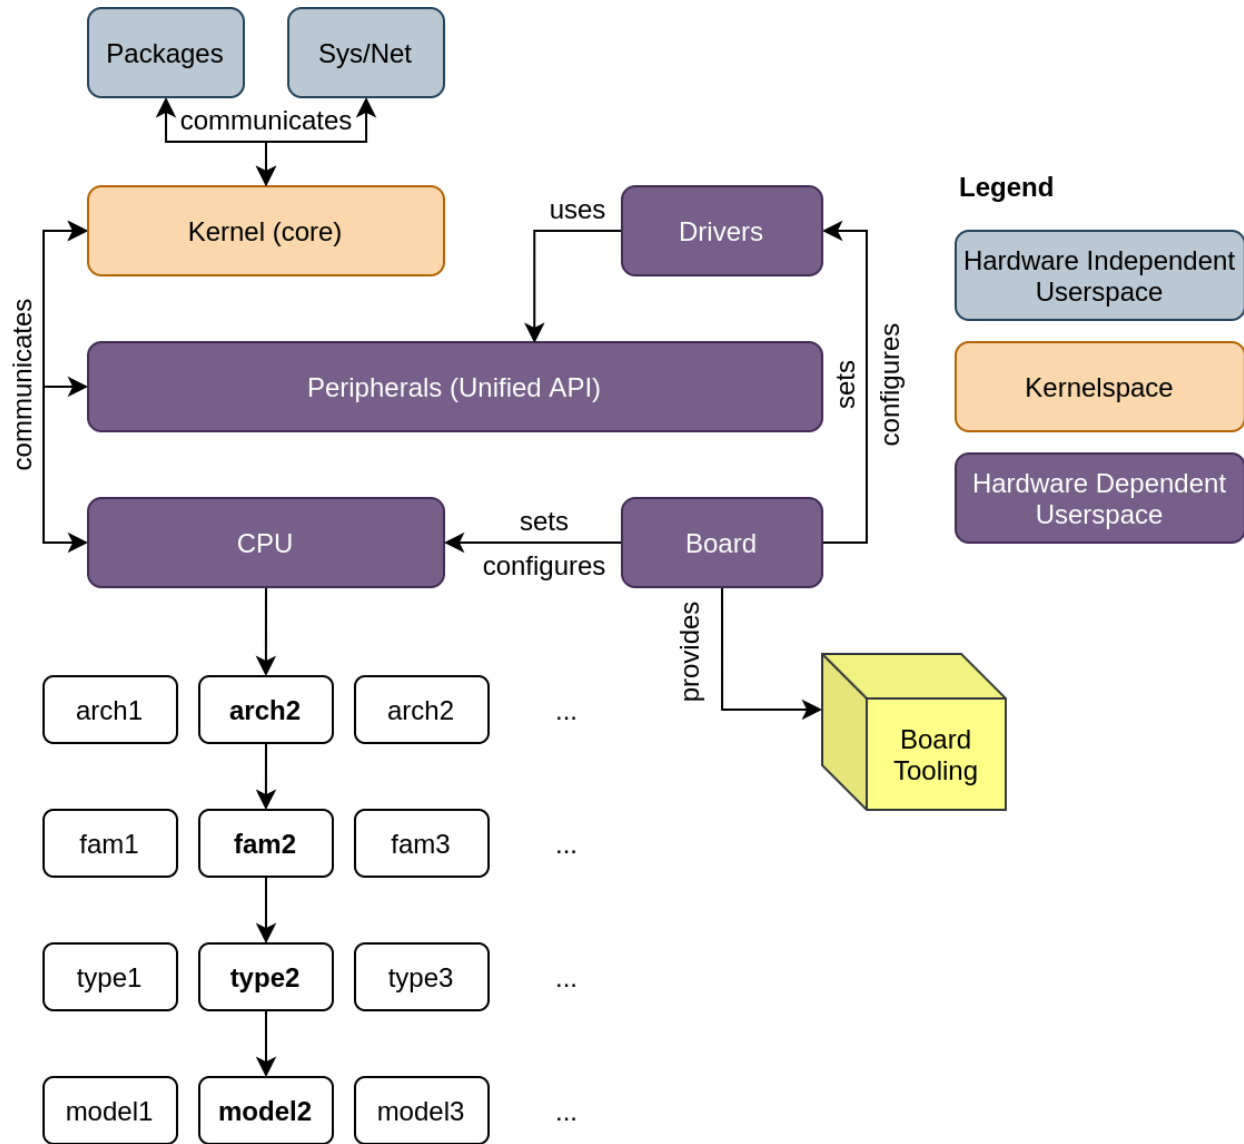 Packages
Sys/Net
communicates
Kernel (core)
uses
Drivers
communicates
Peripherals (Unified API)
sets
configures
CPU
sets
configures
Board
provides
Board
Tooling
arch1
arch2
arch2
...
fam1
fam2
fam3
...
type1
type2
type3
...
model1
model2
model3
...
Legend
Hardware Independent
Userspace
Kernelspace
Hardware Dependent
Userspace